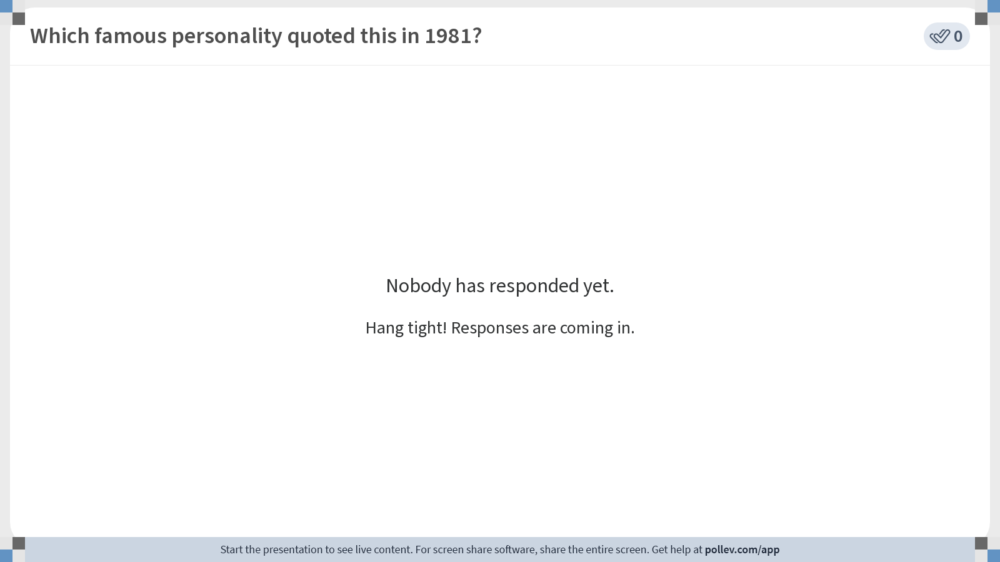 Which famous personality quoted this in 1981?
0
Nobody has responded yet.
Hang tight! Responses are coming in.
Start the presentation to see live content. For screen share software, share the entire screen. Get help at pollev.com/app